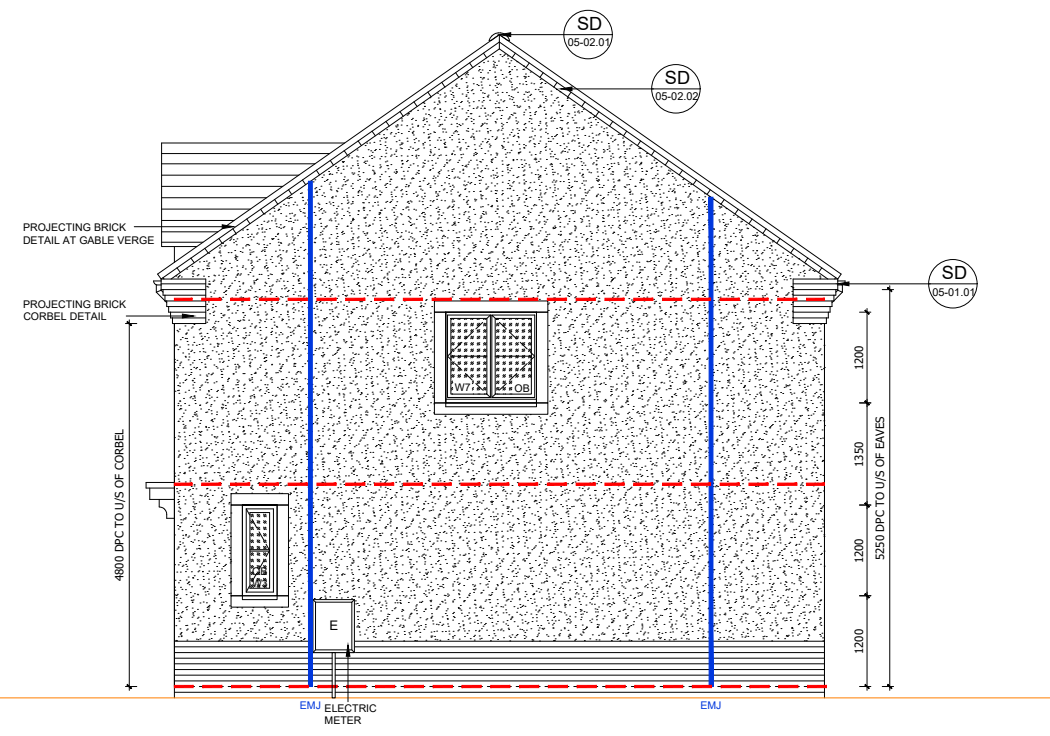 SD
05-02.01
SD
05-02.02
PROJECTING BRICK
DETAIL AT GABLE VERGE
SD
05-01.01
PROJECTING BRICK
CORBEL DETAIL
1200
W7
OB
4800 DPC TO U/S OF CORBEL
1350
5250 DPC TO U/S OF EAVES
1200
OB
E
1200
EMJ
ELECTRIC
METER
EMJ